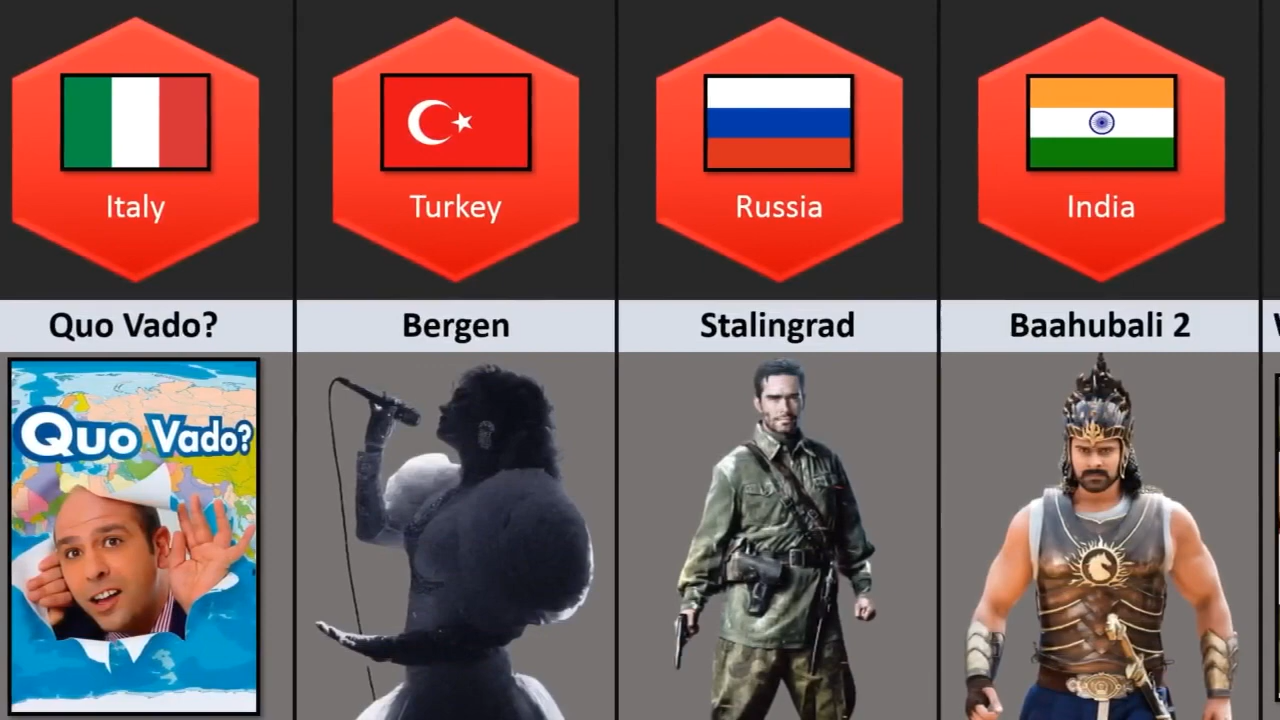 Italy
Turkey
Russia
India
Quo Vado?
Bergen
Stalingrad
Baahubali 2
Quo Vado?